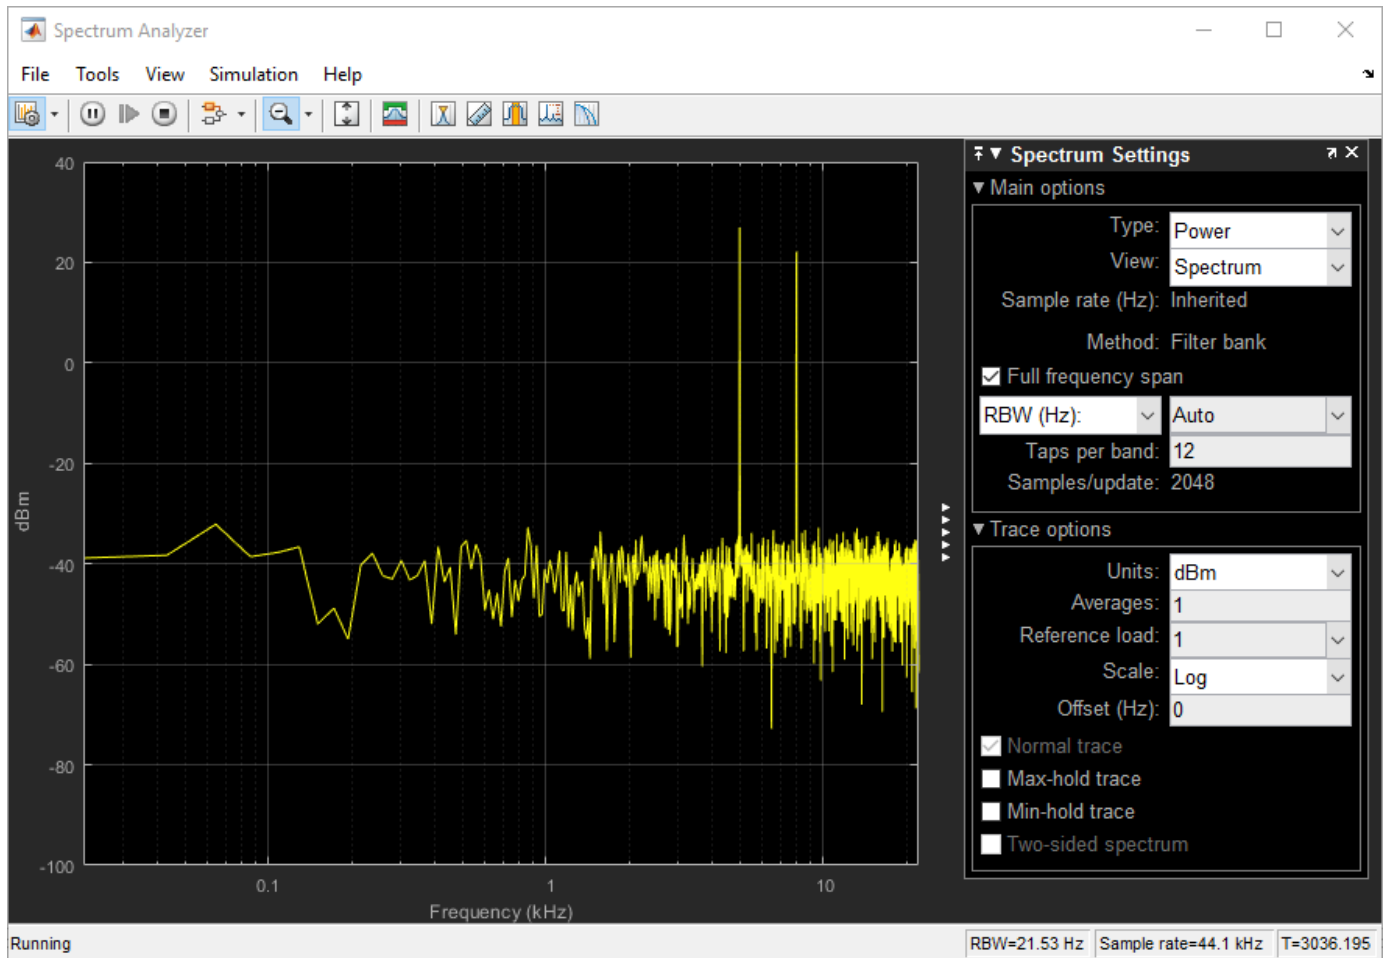 Spectrum Analyzer
File Tools View Simulation Help
Spectrum Settings
Main options
Type: Power
View: Spectrum
Sample rate (Hz): Inherited
Method: Filter bank
Full frequency span
RBW (Hz): Auto
Taps per band: 12
Samples/update: 2048
Trace options
Units: dBm
Averages: 1
Reference load: 1
Scale: Log
Offset (Hz): 0
Normal trace
Max-hold trace
Min-hold trace
Two-sided spectrum
40
20
0
-20
-40
-60
-80
-100
dBm
0.1 1 10
Frequency (kHz)
Running RBW=21.53 Hz Sample rate=44.1 kHz T=3036.195